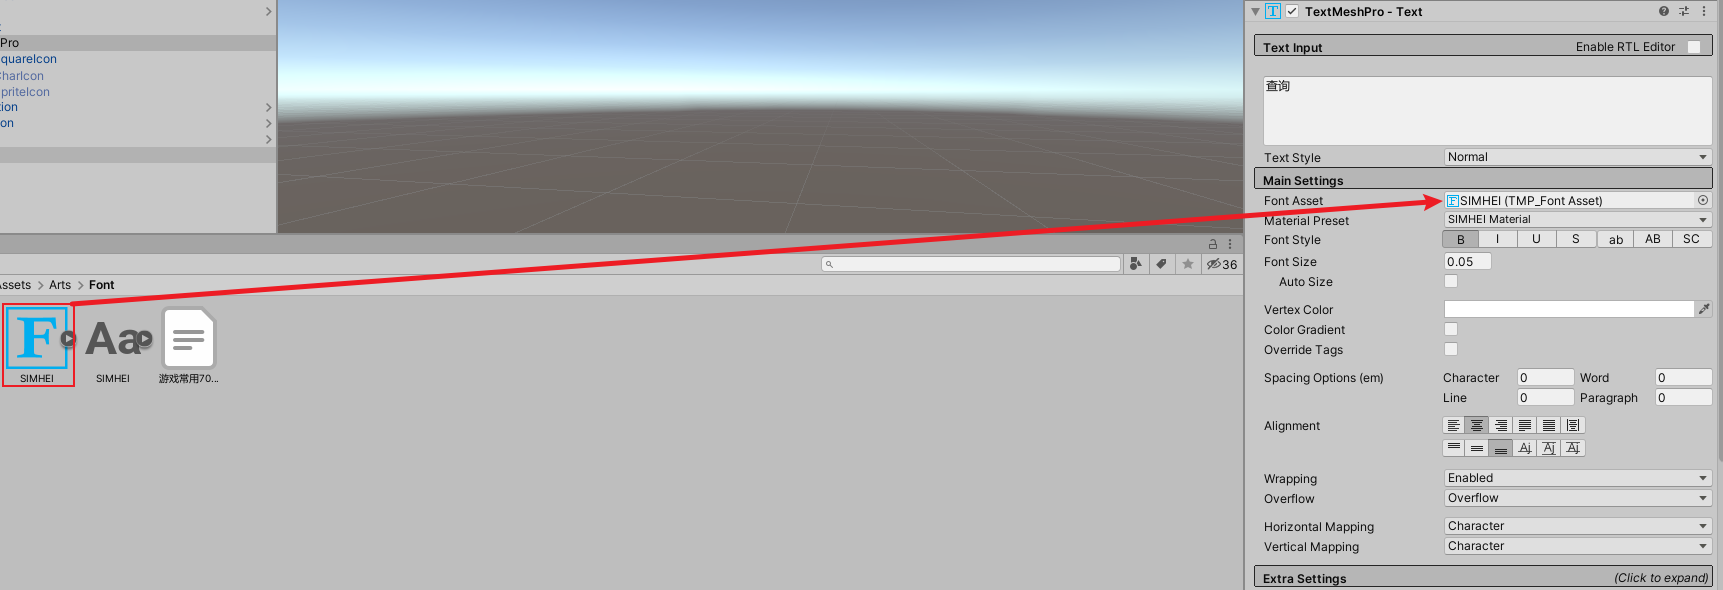 Pro
quareIcon
CharIcon
priteIcon
tion
on
36
Assets > Arts > Font
SIMHEI
SIMHEI
游戏常用70...
TextMeshPro - Text
Text Input
Enable RTL Editor
查询
Text Style Normal
Main Settings
Font Asset SIMHEI (TMP_Font Asset)
Material Preset SIMHEI Material
Font Style B I U S ab AB SC
Font Size 0.05
Auto Size
Vertex Color
Color Gradient
Override Tags
Spacing Options (em) Character 0 Word 0
Line 0 Paragraph 0
Alignment
Wrapping Enabled
Overflow Overflow
Horizontal Mapping Character
Vertical Mapping Character
Extra Settings (Click to expand)